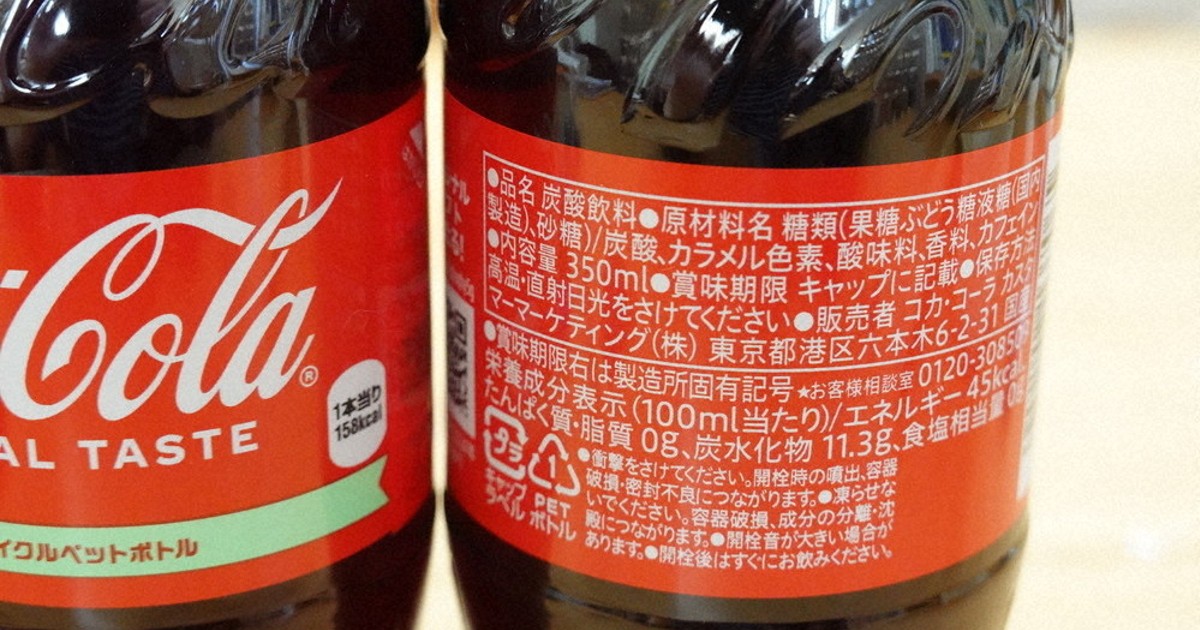 Cola®
AL TASTE
1本当り
158kcal
イクルペットボトル
●品名 炭酸飲料●原材料名 糖類(果糖ぶどう糖液糖(国内
製造)、砂糖)/炭酸、カラメル色素、酸味料、香料、カフェイン
●内容量 350ml●賞味期限 キャップに記載●保存方法
高温・直射日光をさけてください●販売者 コカ・コーラ カスタ
マーマーケティング(株) 東京都港区六本木6-2-31 国産
●賞味期限右は製造所固有記号 ★お客様相談室 0120-308509
栄養成分表示(100ml当たり)/エネルギー 45kcal
たんぱく質・脂質 0g、炭水化物 11.3g、食塩相当量 0g
プラ
キャップ
ラベル
1
PET
ボトル
●衝撃をさけてください。開栓時の噴出、容器
破損・密封不良につながります。●凍らせな
いでください。容器破損、成分の分離・沈
殿につながります。●開栓音が大きい場合が
あります。●開栓後はすぐにお飲みください。